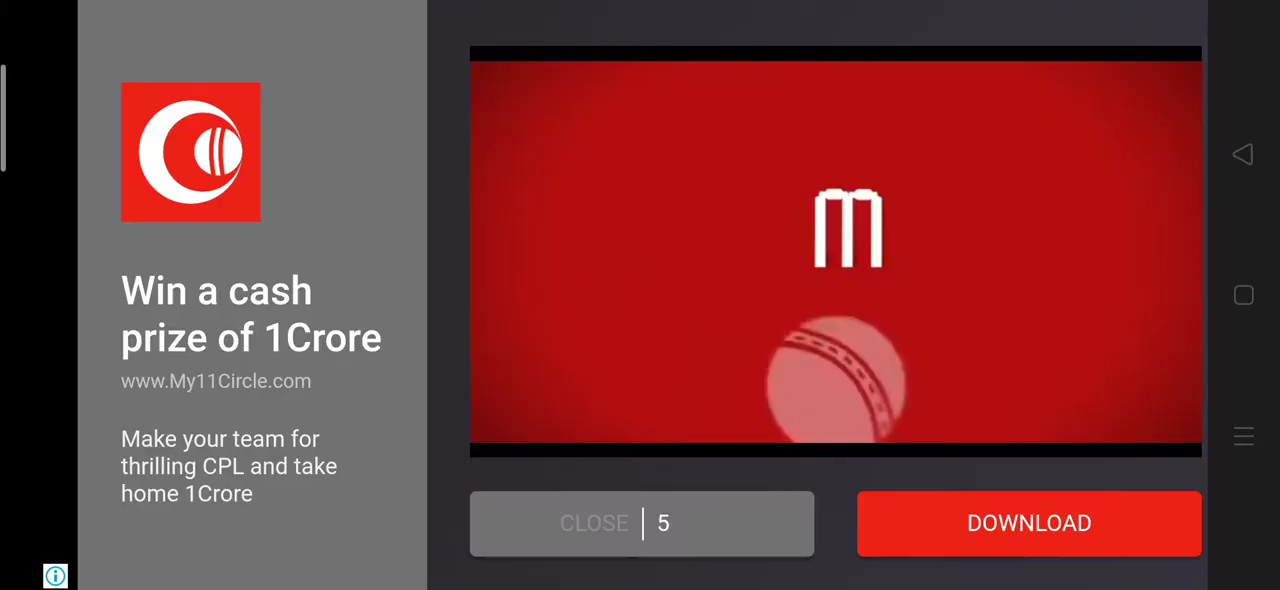 Win a cash
prize of 1Crore
www.My11Circle.com
Make your team for
thrilling CPL and take
home 1Crore
m
CLOSE | 5
DOWNLOAD